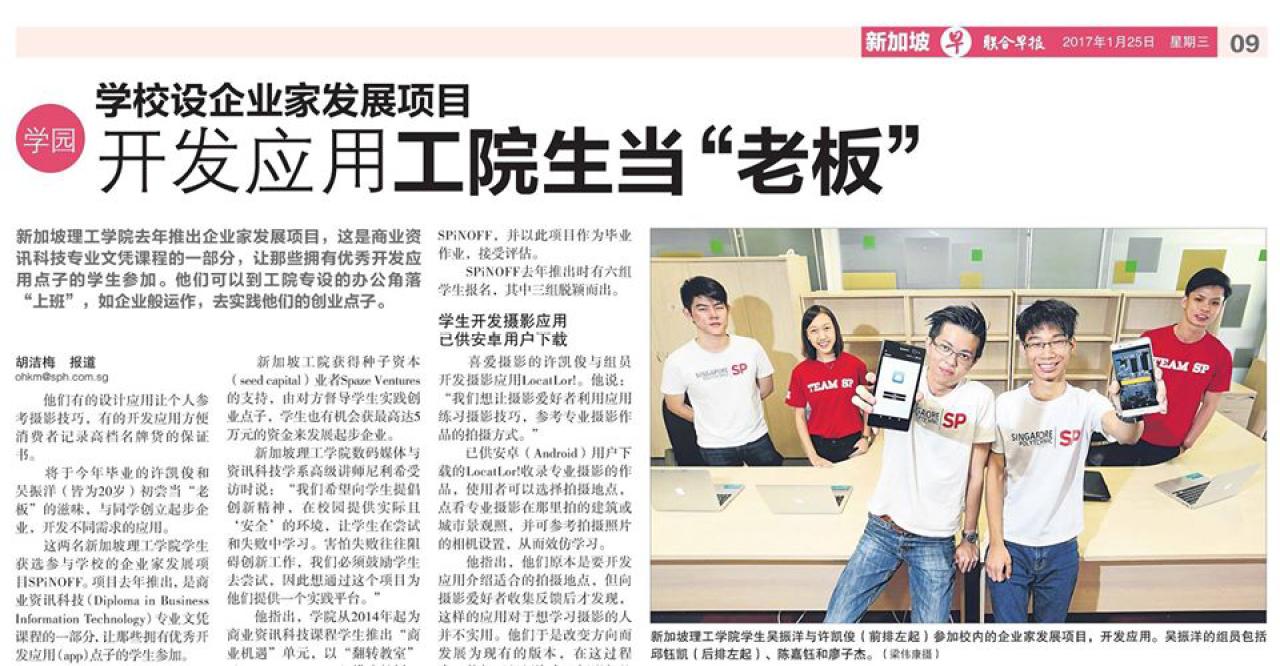 新加坡 早 联合早报 2017年1月25日 星期三 09
学园
学校设企业家发展项目
开发应用工院生当“老板”
新加坡理工学院去年推出企业家发展项目，这是商业资
讯科技专业文凭课程的一部分，让那些拥有优秀开发应
用点子的学生参加。他们可以到工院专设的办公角落
“上班”，如企业般运作，去实践他们的创业点子。
胡洁梅 报道
ohkm@sph.com.sg
他们有的设计应用让个人参
考摄影技巧，有的开发应用方便
消费者记录高档名牌货的保证
书。
将于今年毕业的许凯俊和
吴振洋（皆为20岁）初尝当“老
板”的滋味，与同学创立起步企
业，开发不同需求的应用。
这两名新加坡理工学院学生
获选参与学校的企业家发展项
目SPiNOFF。项目去年推出，是商
业资讯科技（Diploma in Business
Information Technology）专业文凭
课程的一部分，让那些拥有优秀开
发应用(app)点子的学生参加。
新加坡工院获得种子资本
（seed capital）业者Spaze Ventures
的支持，由对方督导学生实践创
业点子，学生也有机会获最高达5
万元的资金来发展起步企业。
新加坡理工学院数码媒体与
资讯科技学系高级讲师尼利希受
访时说：“我们希望向学生提倡
创新精神，在校园提供实际且
‘安全’的环境，让学生在尝试
和失败中学习。害怕失败往往阻
碍创新工作，我们必须鼓励学生
去尝试，因此想通过这个项目为
他们提供一个实践平台。”
他指出，学院从2014年起为
商业资讯科技课程学生推出“商
业机遇”单元，以“翻转教室”
SPiNOFF，并以此项目作为毕业
作业，接受评估。
SPiNOFF去年推出时有六组
学生报名，其中三组脱颖而出。
学生开发摄影应用
已供安卓用户下载
喜爱摄影的许凯俊与组员
开发摄影应用LocatLor!。他说：
“我们想让摄影爱好者利用应用
练习摄影技巧，参考专业摄影作
品的拍摄方式。”
已供安卓（Android）用户下
载的LocatLor!收录专业摄影的作
品，使用者可以选择拍摄地点，
点看专业摄影在那里拍的建筑或
城市景观照，并可参考拍摄照片
的相机设置，从而效仿学习。
他指出，他们原本是要开发
应用介绍适合的拍摄地点，但向
摄影爱好者收集反馈后才发现，
这样的应用对于想学习摄影的人
并不实用。他们于是改变方向而
发展为现有的版本，在这过程
SINGAPORE POLYTECHNIC SP
TEAM SP
SINGAPORE POLYTECHNIC SP
SINGAPORE POLYTECHNIC SP
TEAM SP
新加坡理工学院学生吴振洋与许凯俊（前排左起）参加校内的企业家发展项目，开发应用。吴振洋的组员包括
邱钰凯（后排左起）、陈嘉钰和廖子杰。（梁伟康摄）